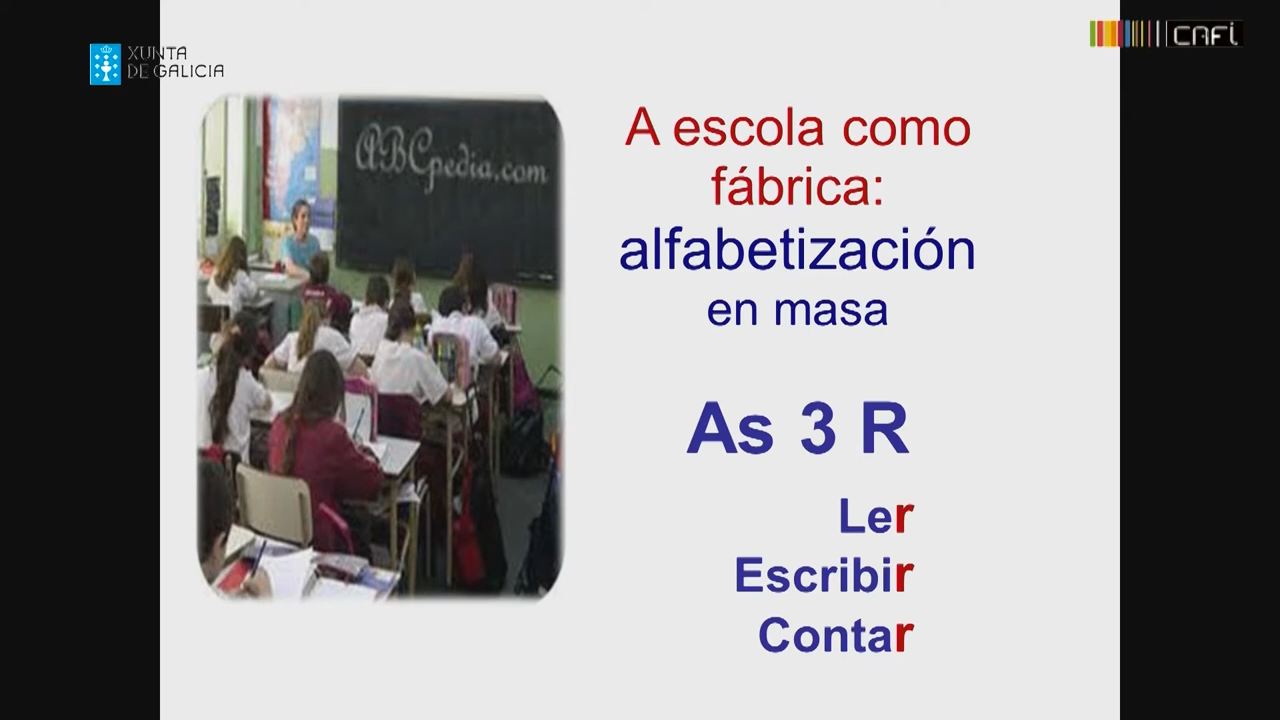 XUNTA
DE GALICIA
CAFi
ABCpedia.com
A escola como
fábrica:
alfabetización
en masa
As 3 R
Ler
Escribir
Contar